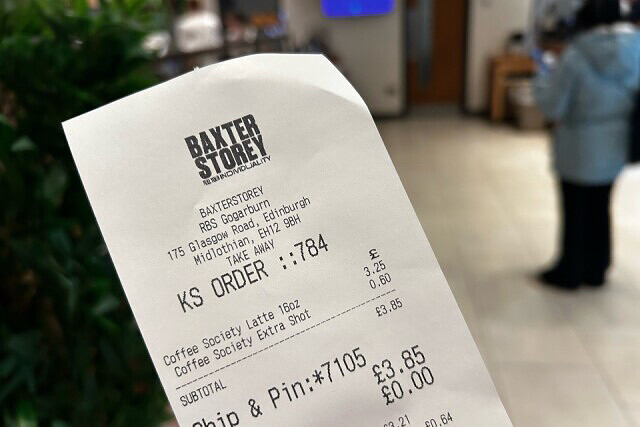 BAXTER
STOREY
INDIVIDUALITY
BAXTERSTOREY
RBS Gogarburn
175 Glasgow Road, Edinburgh
Midlothian, EH12 9BH
TAKE AWAY
KS ORDER ::784
£
Coffee Society Latte 16oz 3.25
Coffee Society Extra Shot 0.60
SUBTOTAL £3.85
Chip & Pin:*7105 £3.85
£0.00
£3.21 £0.64